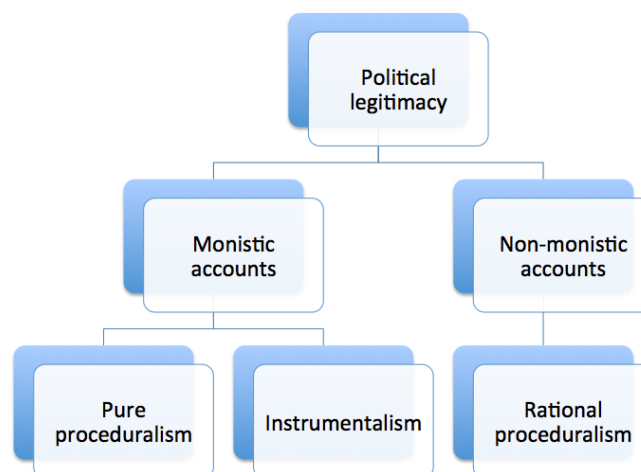 Political
legitimacy
Monistic
accounts
Non-monistic
accounts
Pure
proceduralism
Instrumentalism
Rational
proceduralism